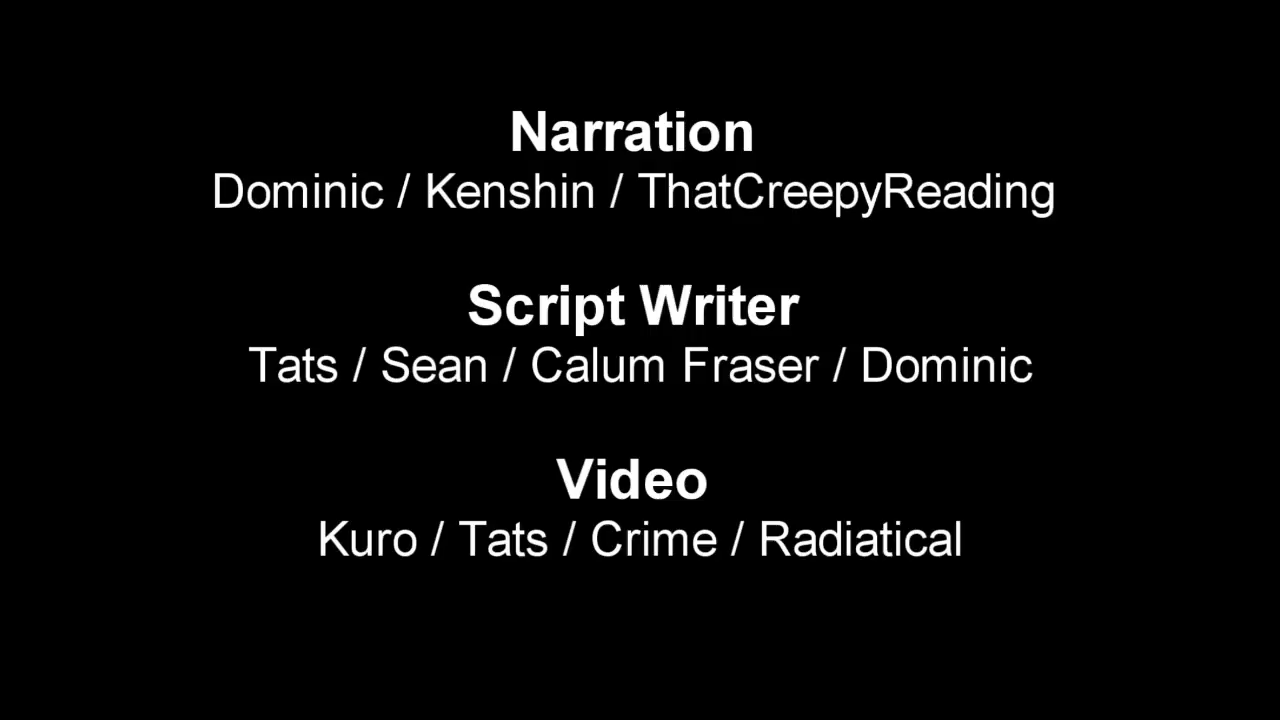 Narration
Dominic / Kenshin / ThatCreepyReading
Script Writer
Tats / Sean / Calum Fraser / Dominic
Video
Kuro / Tats / Crime / Radiatical